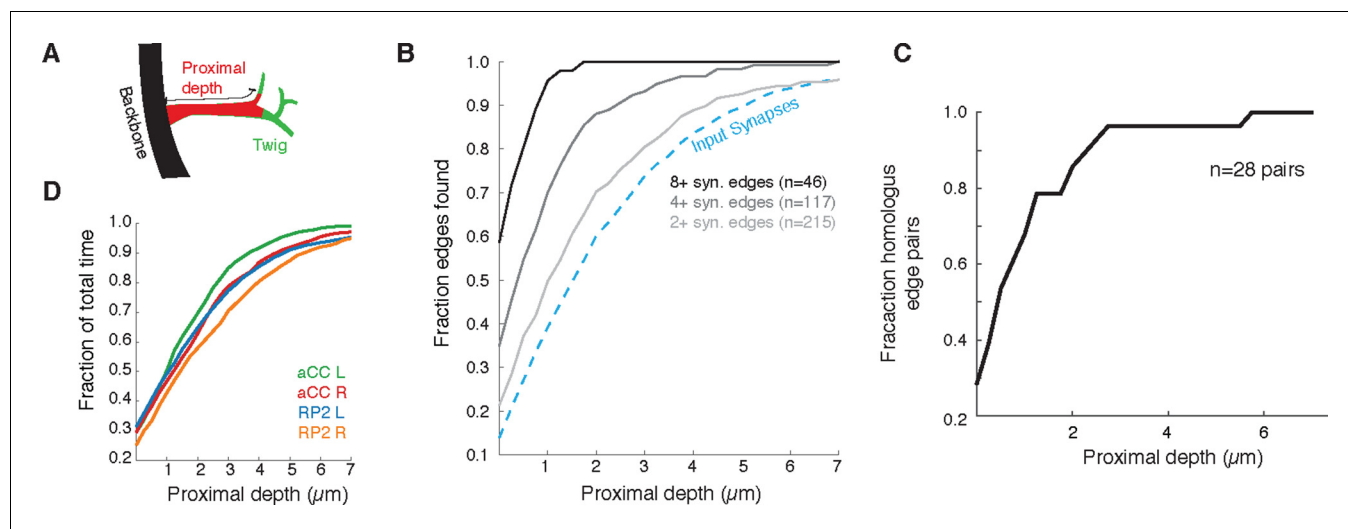 A
Proximal
depth
Backbone
Twig
B
1.0
0.9
0.8
0.7
0.6
0.5
0.4
0.3
0.2
0.1
Fraction edges found
Input Synapses
8+ syn. edges (n=46)
4+ syn. edges (n=117)
2+ syn. edges (n=215)
1 2 3 4 5 6 7
Proximal depth (µm)
C
1.0
0.8
0.6
0.4
0.2
Fracaction homologus
edge pairs
n=28 pairs
2 4 6
Proximal depth (µm)
D
1.0
0.9
0.8
0.7
0.6
0.5
0.4
0.3
0.2
Fraction of total time
aCC L
aCC R
RP2 L
RP2 R
1 2 3 4 5 6 7
Proximal depth (µm)